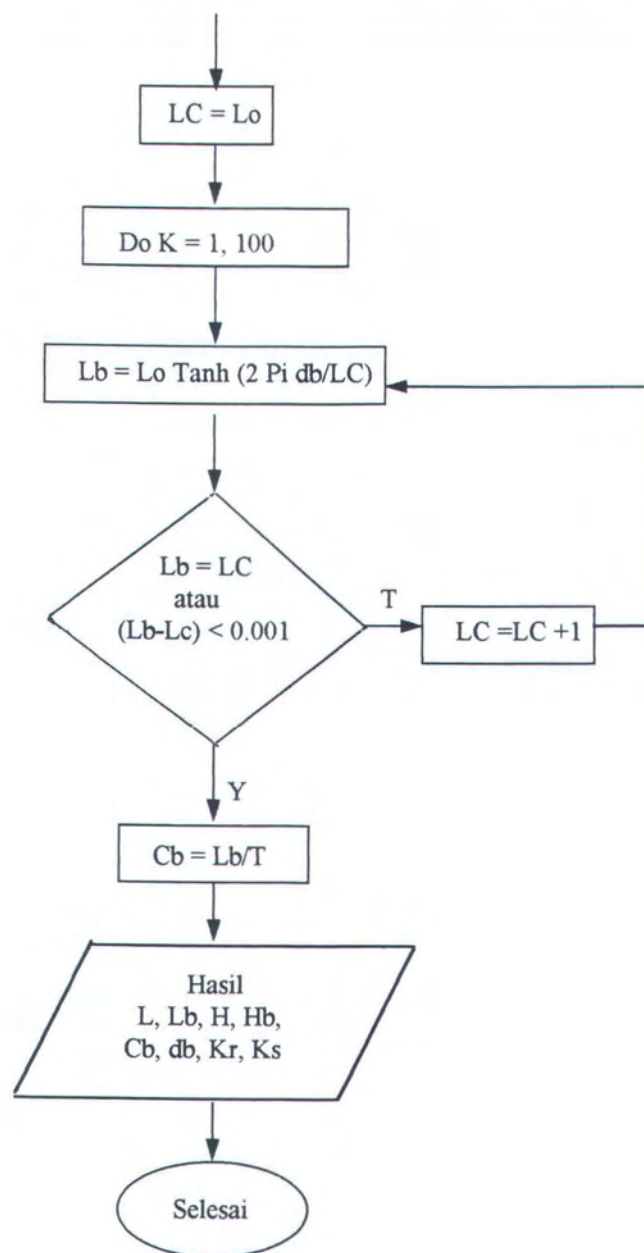 LC = Lo
Do K = 1, 100
Lb = Lo Tanh (2 Pi db/LC)
Lb = LC
atau
(Lb-Lc) < 0.001
T
LC =LC +1
Y
Cb = Lb/T
Hasil
L, Lb, H, Hb,
Cb, db, Kr, Ks
Selesai